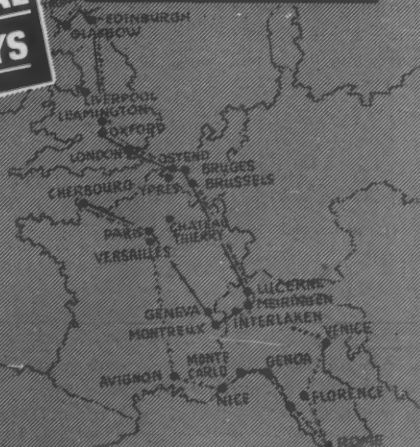 YS
EDINBURGH
GLASGOW
LIVERPOOL
LEAMINGTON
OXFORD
LONDON
OSTEND
BRUGES
YPRES
BRUSSELS
CHERBOURG
PARIS
CHATEAU
THIERRY
VERSAILLES
LUCERNE
MEIRINGEN
GENEVA
INTERLAKEN
MONTREUX
VENICE
MONTE
CARLO
GENOA
AVIGNON
NICE
FLORENCE
ROME